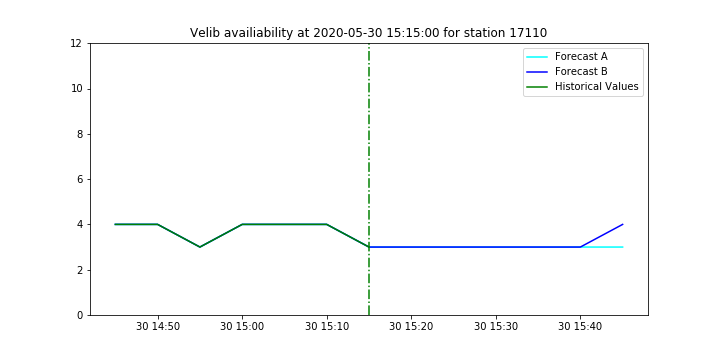 Velib availiability at 2020-05-30 15:15:00 for station 17110
12
10
8
6
4
2
0
Forecast A
Forecast B
Historical Values
30 14:50 30 15:00 30 15:10 30 15:20 30 15:30 30 15:40